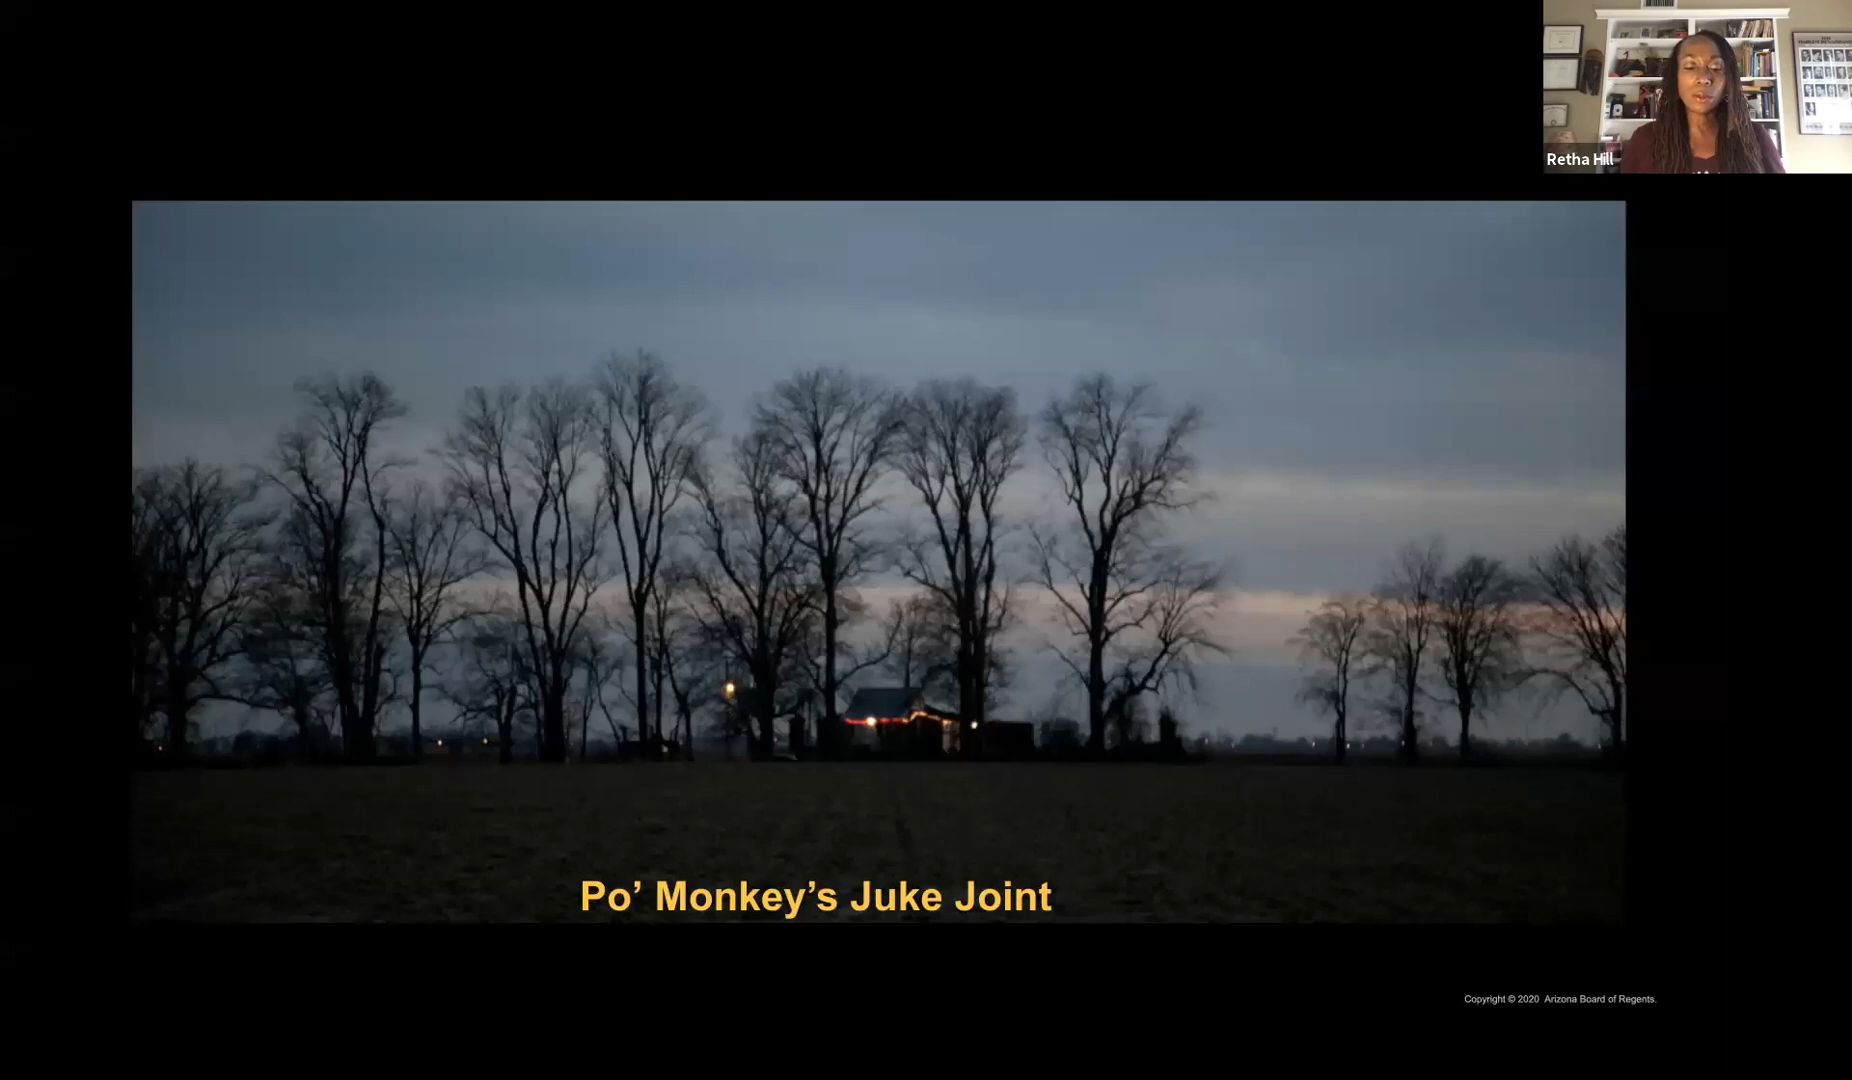 Retha Hill
Po’ Monkey’s Juke Joint
Copyright © 2020 Arizona Board of Regents.